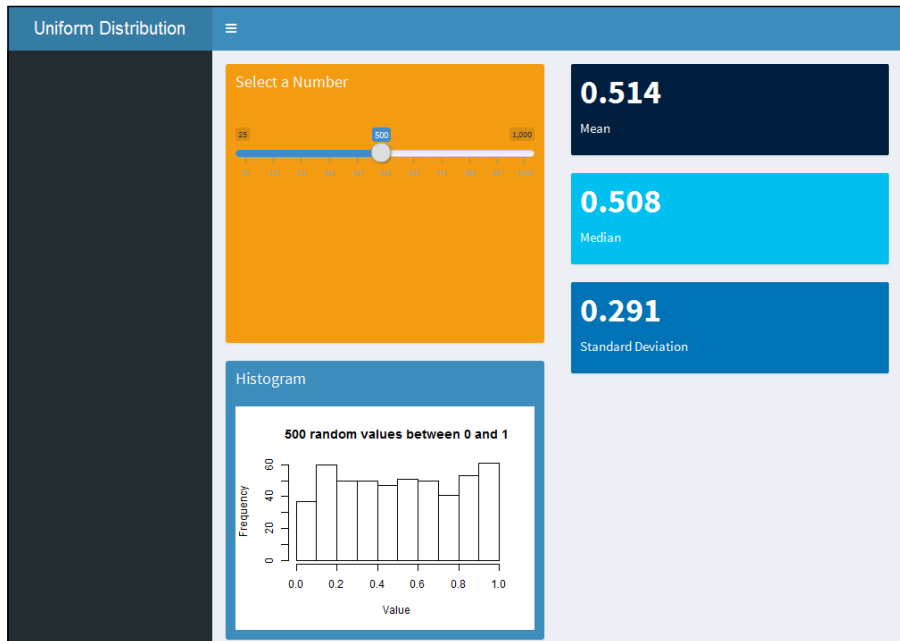 Uniform Distribution
Select a Number
25 500 1,000
0.514
Mean
0.508
Median
0.291
Standard Deviation
Histogram
500 random values between 0 and 1
Frequency
60
40
20
0
0.0 0.2 0.4 0.6 0.8 1.0
Value